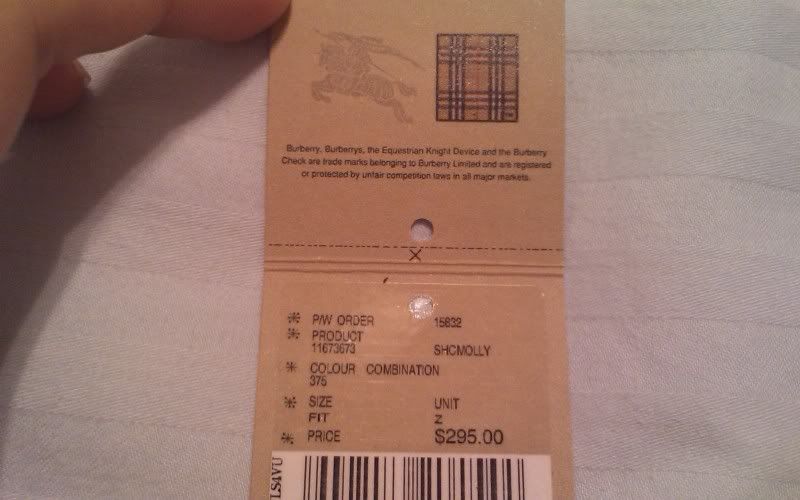 Burberry, Burberrys, the Equestrian Knight Device and the Burberry
Check are trade marks belonging to Burberry Limited and are registered
or protected by unfair competition laws in all major markets.
X
P/W ORDER 15632
PRODUCT
11673673 SHCMOLLY
COLOUR COMBINATION
375
SIZE UNIT
FIT Z
PRICE $295.00
LS4VU